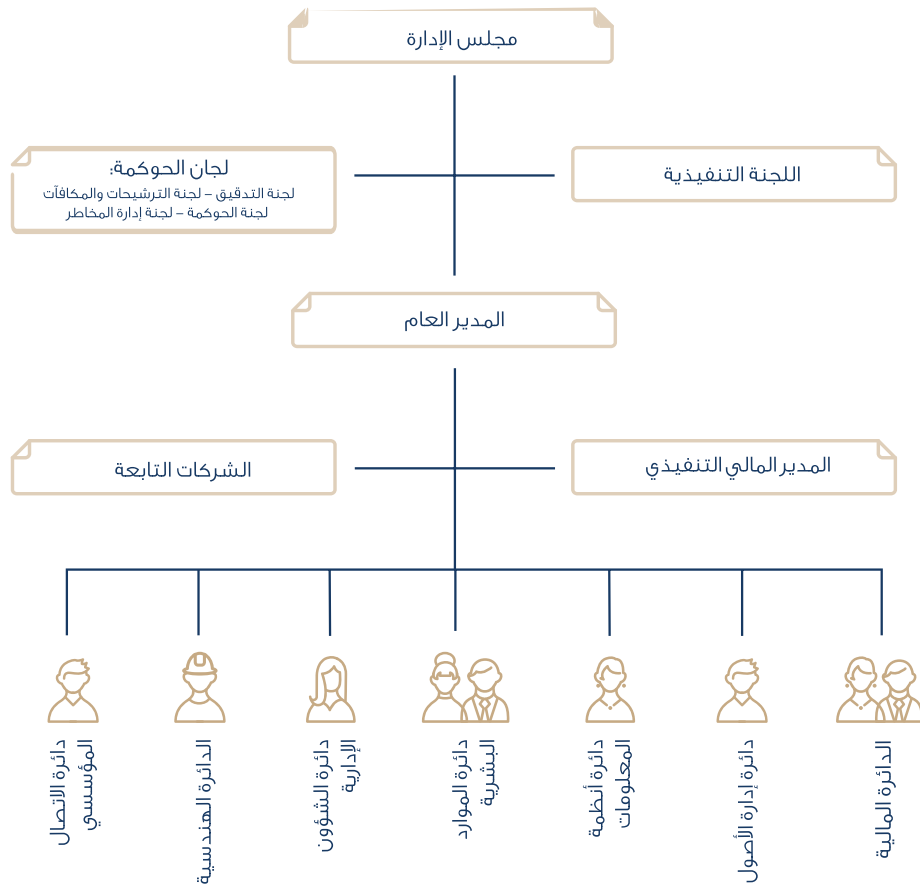 مجلس الإدارة
اللجنة التنفيذية
لجان الحوكمة:
لجنة التدقيق – لجنة الترشيحات والمكافآت
لجنة الحوكمة – لجنة إدارة المخاطر
المدير العام
المدير المالي التنفيذي
الشركات التابعة
الدائرة المالية
دائرة إدارة الأصول
دائرة أنظمة
المعلومات
دائرة الموارد
البشرية
دائرة الشؤون
الإدارية
الدائرة الهندسية
دائرة الاتصال
المؤسسي